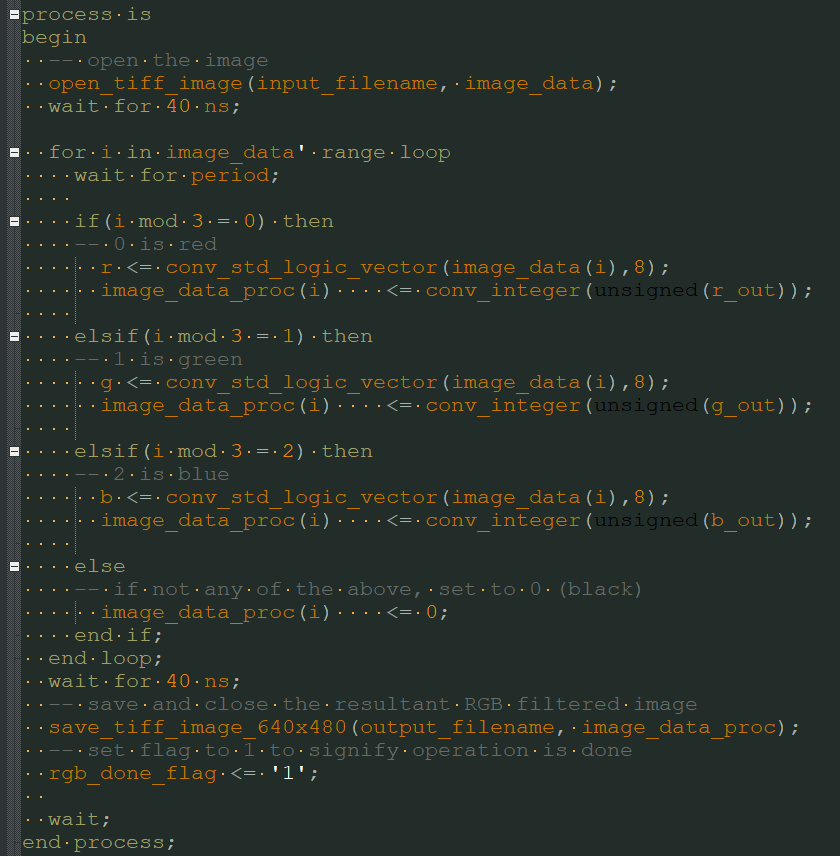 process is
begin
  -- open the image
  open_tiff_image(input_filename, image_data);
  wait for 40 ns;

  for i in image_data' range loop
    wait for period;
    
    if(i mod 3 = 0) then
    -- 0 is red
      r <= conv_std_logic_vector(image_data(i),8);
      image_data_proc(i)    <= conv_integer(unsigned(r_out));
    
    elsif(i mod 3 = 1) then
    -- 1 is green
      g <= conv_std_logic_vector(image_data(i),8);
      image_data_proc(i)    <= conv_integer(unsigned(g_out));
    
    elsif(i mod 3 = 2) then
    -- 2 is blue
      b <= conv_std_logic_vector(image_data(i),8);
      image_data_proc(i)    <= conv_integer(unsigned(b_out));
    
    else
    -- if not any of the above, set to 0 (black)
      image_data_proc(i)    <= 0;
    end if;
  end loop;
  wait for 40 ns;
  -- save and close the resultant RGB filtered image
  save_tiff_image_640x480(output_filename, image_data_proc);
  -- set flag to 1 to signify operation is done
  rgb_done_flag <= '1';
  
  wait;
end process;